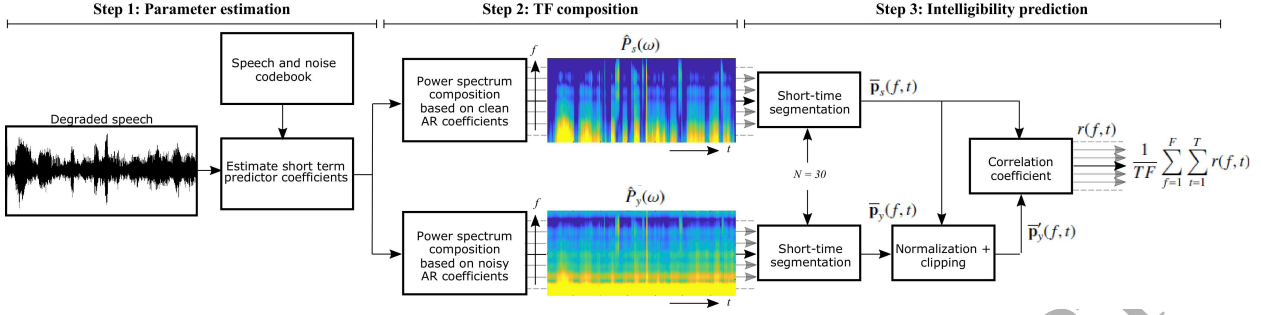 Step 1: Parameter estimation
Step 2: TF composition
Step 3: Intelligibility prediction
Speech and noise
codebook
Degraded speech
Estimate short term
predictor coefficients
Power spectrum
composition
based on clean
AR coefficients
f
P̂s(ω)
t
Short-time
segmentation
p̄s(f,t)
N = 30
Power spectrum
composition
based on noisy
AR coefficients
f
P̂y(ω)
t
Short-time
segmentation
p̄y(f,t)
Normalization +
clipping
p̄′y(f,t)
Correlation
coefficient
r(f,t)
1/TF ∑f=1^F ∑t=1^T r(f,t)